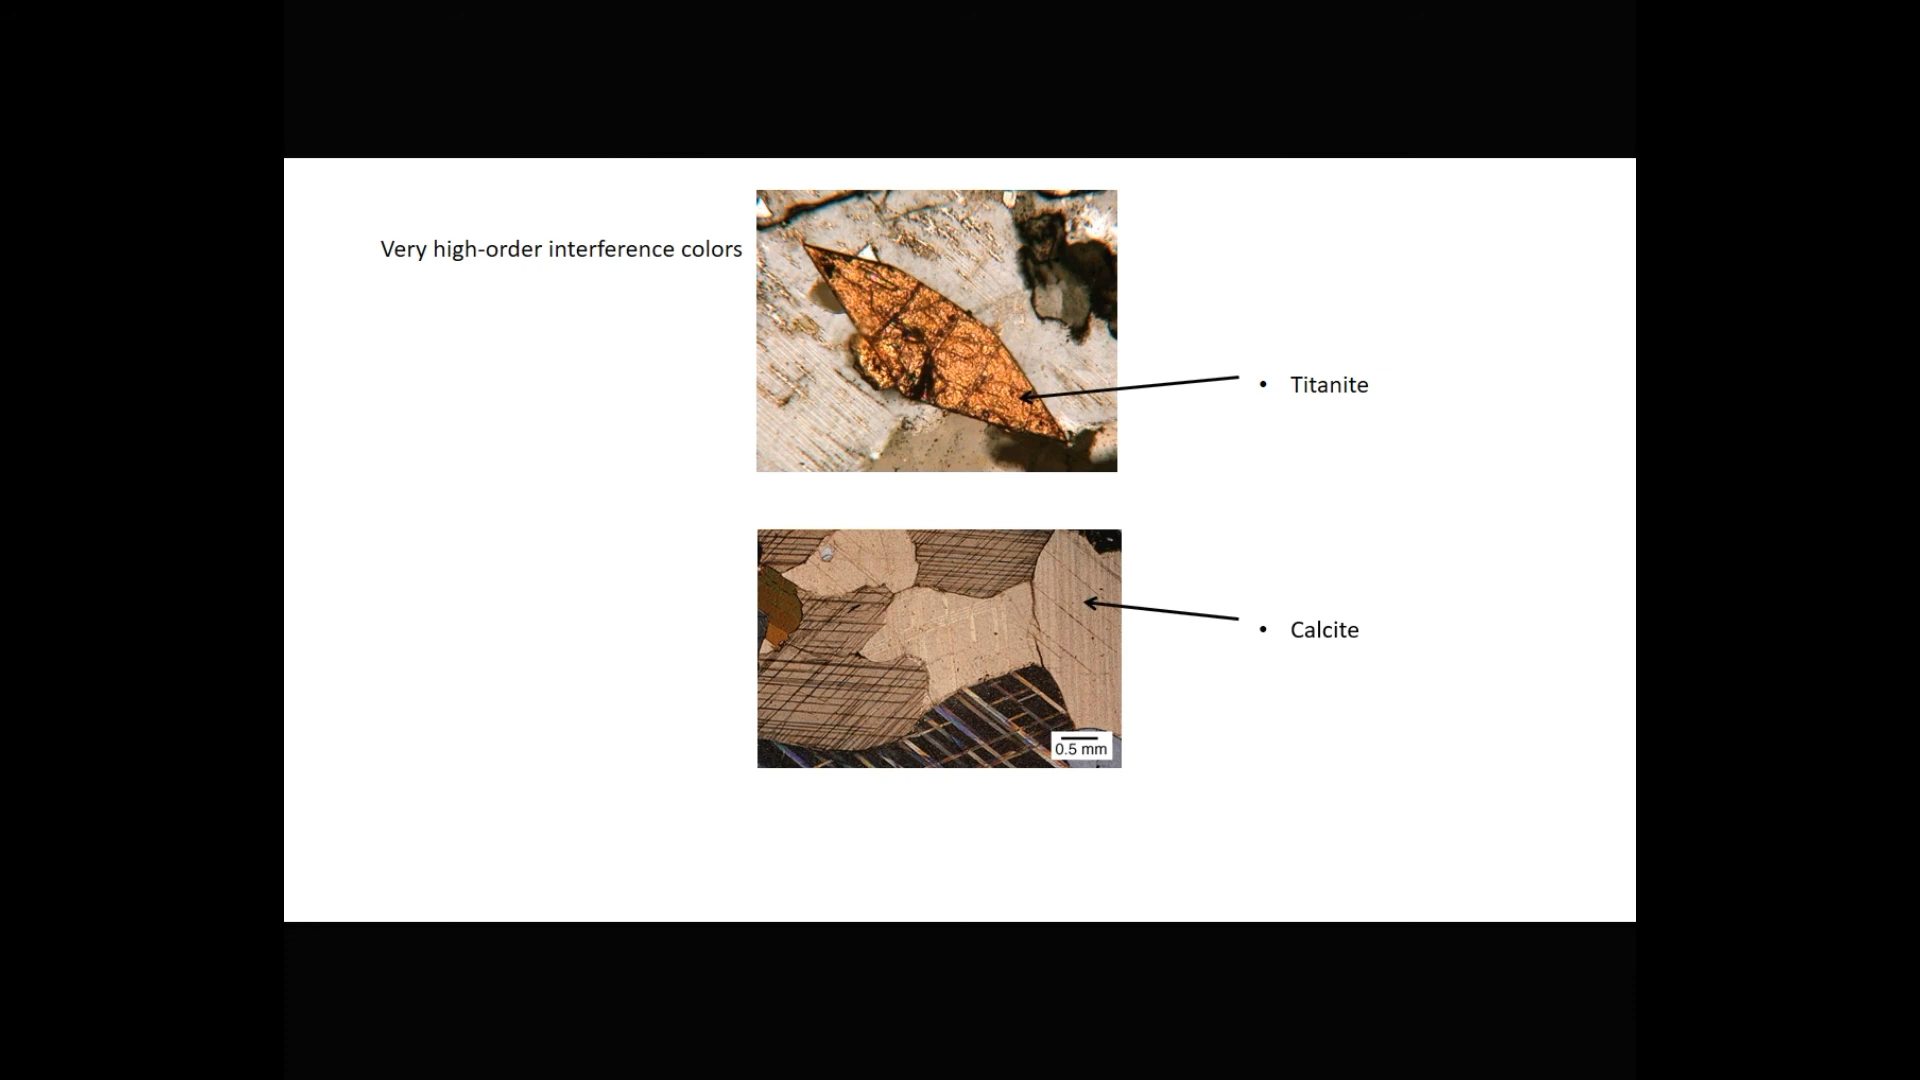 Very high-order interference colors
• Titanite
• Calcite
0.5 mm